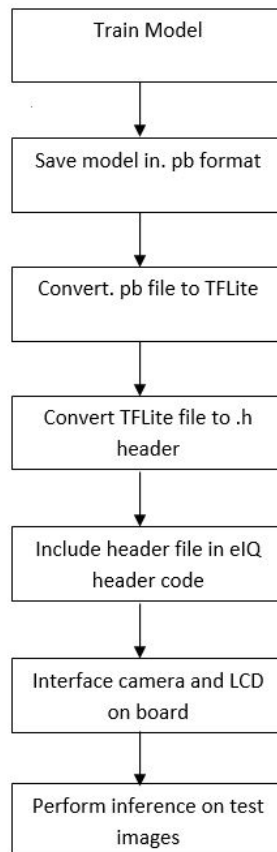 Train Model
Save model in. pb format
Convert. pb file to TFLite
Convert TFLite file to .h
header
Include header file in eIQ
header code
Interface camera and LCD
on board
Perform inference on test
images